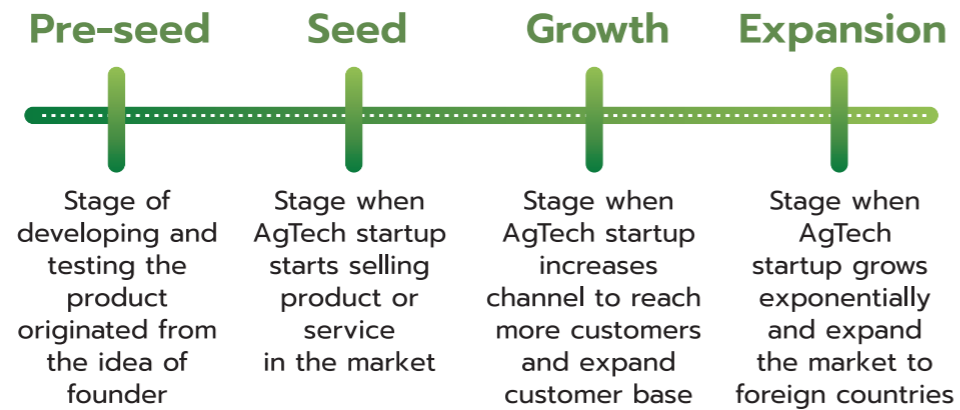 Pre-seed
Stage of
developing and
testing the
product
originated from
the idea of
founder
Seed
Stage when
AgTech startup
starts selling
product or
service
in the market
Growth
Stage when
AgTech startup
increases
channel to reach
more customers
and expand
customer base
Expansion
Stage when
AgTech
startup grows
exponentially
and expand
the market to
foreign countries